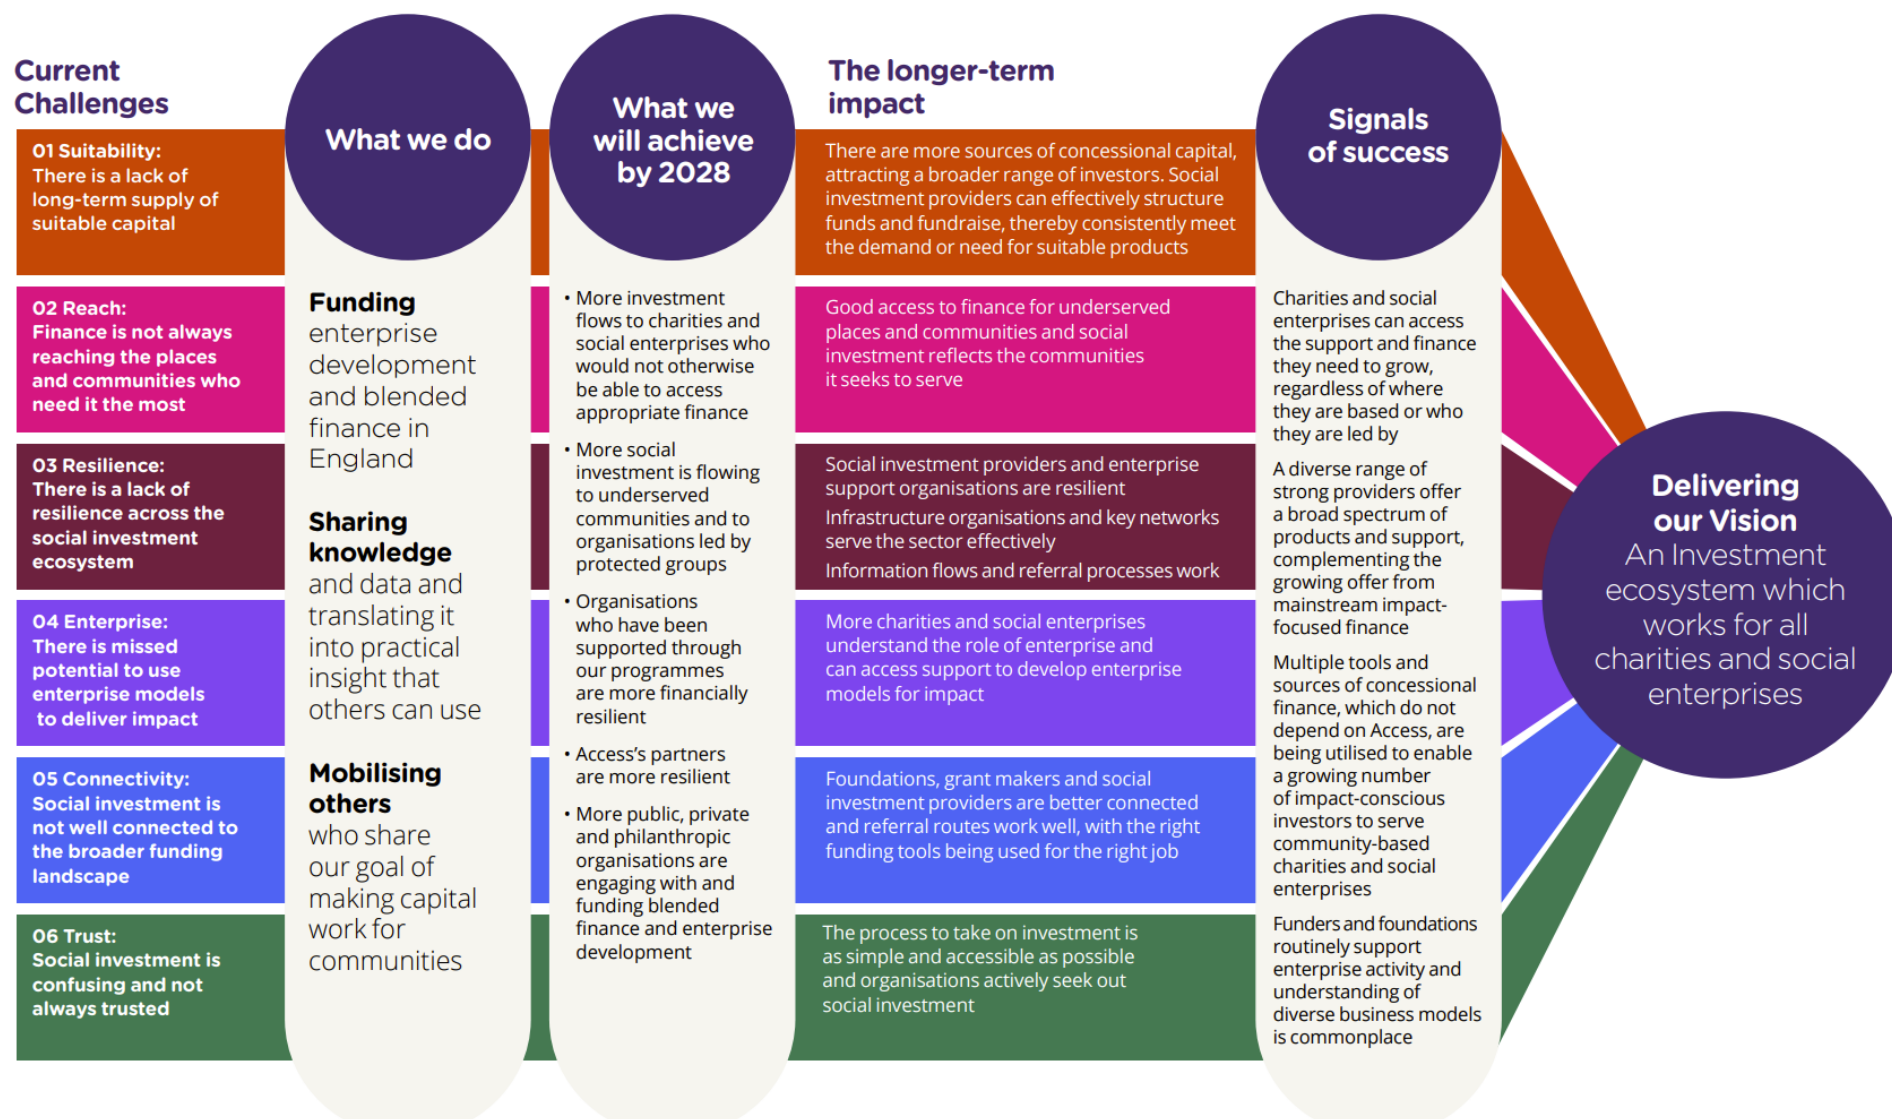 Current
Challenges
01 Suitability:
There is a lack of
long-term supply of
suitable capital
02 Reach:
Finance is not always
reaching the places
and communities who
need it the most
03 Resilience:
There is a lack of
resilience across the
social investment
ecosystem
04 Enterprise:
There is missed
potential to use
enterprise models
to deliver impact
05 Connectivity:
Social investment is
not well connected to
the broader funding
landscape
06 Trust:
Social investment is
confusing and not
always trusted
What we do
Funding
enterprise
development
and blended
finance in
England
Sharing
knowledge
and data and
translating it
into practical
insight that
others can use
Mobilising
others
who share
our goal of
making capital
work for
communities
What we
will achieve
by 2028
• More investment
flows to charities and
social enterprises who
would not otherwise
be able to access
appropriate finance
• More social
investment is flowing
to underserved
communities and to
organisations led by
protected groups
• Organisations
who have been
supported through
our programmes
are more financially
resilient
• Access's partners
are more resilient
• More public, private
and philanthropic
organisations are
engaging with and
funding blended
finance and enterprise
development
The longer-term
impact
There are more sources of concessional capital,
attracting a broader range of investors. Social
investment providers can effectively structure
funds and fundraise, thereby consistently meet
the demand or need for suitable products
Good access to finance for underserved
places and communities and social
investment reflects the communities
it seeks to serve
Social investment providers and enterprise
support organisations are resilient
Infrastructure organisations and key networks
serve the sector effectively
Information flows and referral processes work
More charities and social enterprises
understand the role of enterprise and
can access support to develop enterprise
models for impact
Foundations, grant makers and social
investment providers are better connected
and referral routes work well, with the right
funding tools being used for the right job
The process to take on investment is
as simple and accessible as possible
and organisations actively seek out
social investment
Signals
of success
Charities and social
enterprises can access
the support and finance
they need to grow,
regardless of where
they are based or who
they are led by
A diverse range of
strong providers offer
a broad spectrum of
products and support,
complementing the
growing offer from
mainstream impact-
focused finance
Multiple tools and
sources of concessional
finance, which do not
depend on Access, are
being utilised to enable
a growing number
of impact-conscious
investors to serve
community-based
charities and social
enterprises
Funders and foundations
routinely support
enterprise activity and
understanding of
diverse business models
is commonplace
Delivering
our Vision
An Investment
ecosystem which
works for all
charities and social
enterprises